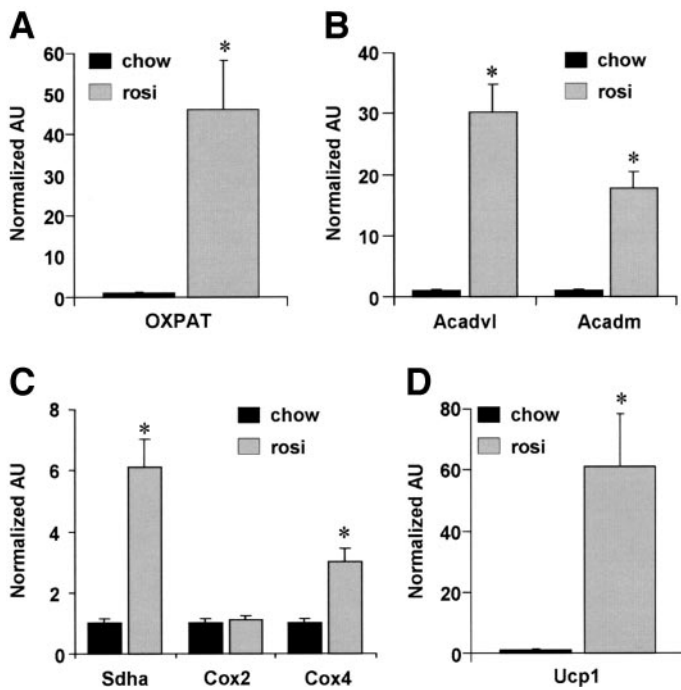 A
Normalized AU
60
50
40
30
20
10
0
chow
rosi
*
OXPAT
B
Normalized AU
40
30
20
10
0
chow
rosi
*
*
Acadvl
Acadm
C
Normalized AU
8
6
4
2
0
chow
rosi
*
*
Sdha
Cox2
Cox4
D
Normalized AU
80
60
40
20
0
chow
rosi
*
Ucp1